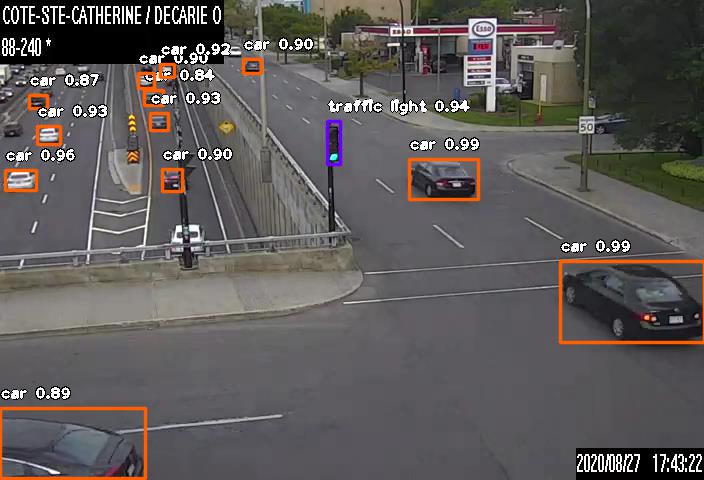 COTE-STE-CATHERINE / DECARIE O
88-240 *
car 0.92
car 0.90
car 0.90
car 0.84
car 0.87
car 0.93
car 0.93
traffic light 0.94
car 0.96
car 0.90
car 0.99
Esso
Esso
50
car 0.99
car 0.89
2020/08/27 17:43:22